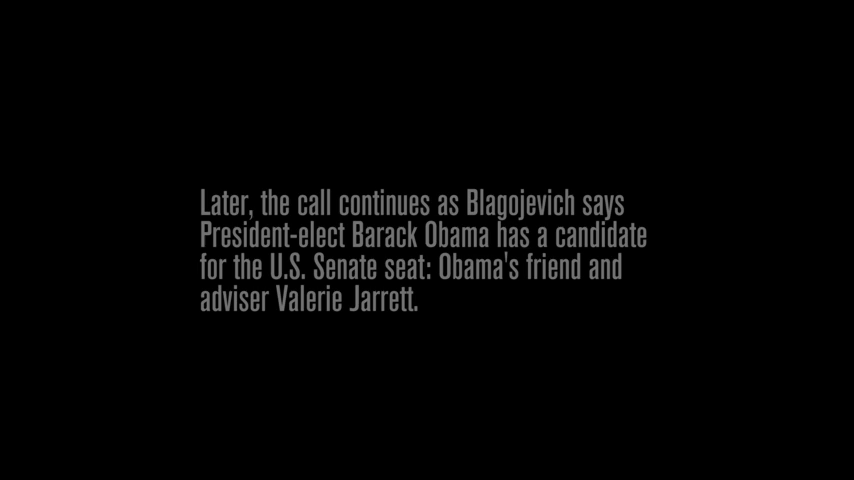 Later, the call continues as Blagojevich says
President-elect Barack Obama has a candidate
for the U.S. Senate seat: Obama's friend and
adviser Valerie Jarrett.